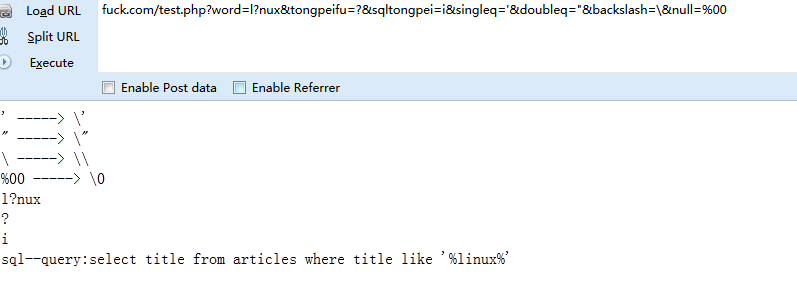 Load URL
fuck.com/test.php?word=l?nux&tongpeifu=?&sqltongpei=i&singleq='&doubleq="&backslash=\&null=%00
Split URL
Execute
Enable Post data Enable Referrer
' -----> \'
" -----> \"
\ -----> \\
%00 -----> \0
l?nux
?
i
sql--query:select title from articles where title like '%linux%'